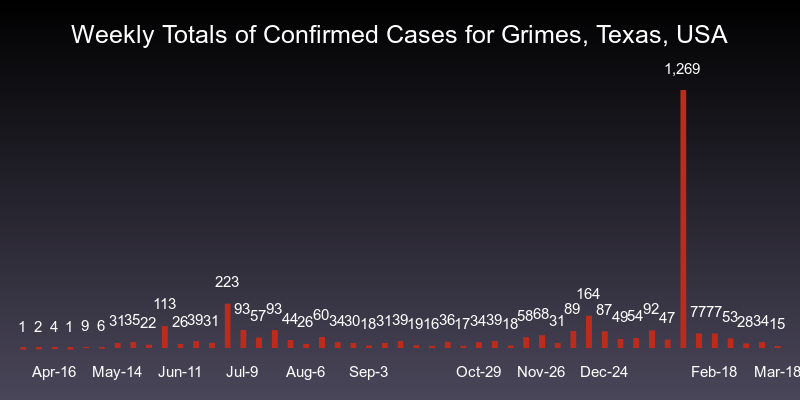 Weekly Totals of Confirmed Cases for Grimes, Texas, USA
1,269
223
164
113
1 2 4 1 9 6 31 35 22 26 39 31 93 57 93 44 26 60 34 30 18 31 39 19 16 36 17 34 39 18 58 68 31 89 87 49 54 92 47 77 77 53 28 34 15
Apr-16 May-14 Jun-11 Jul-9 Aug-6 Sep-3 Oct-29 Nov-26 Dec-24 Feb-18 Mar-18